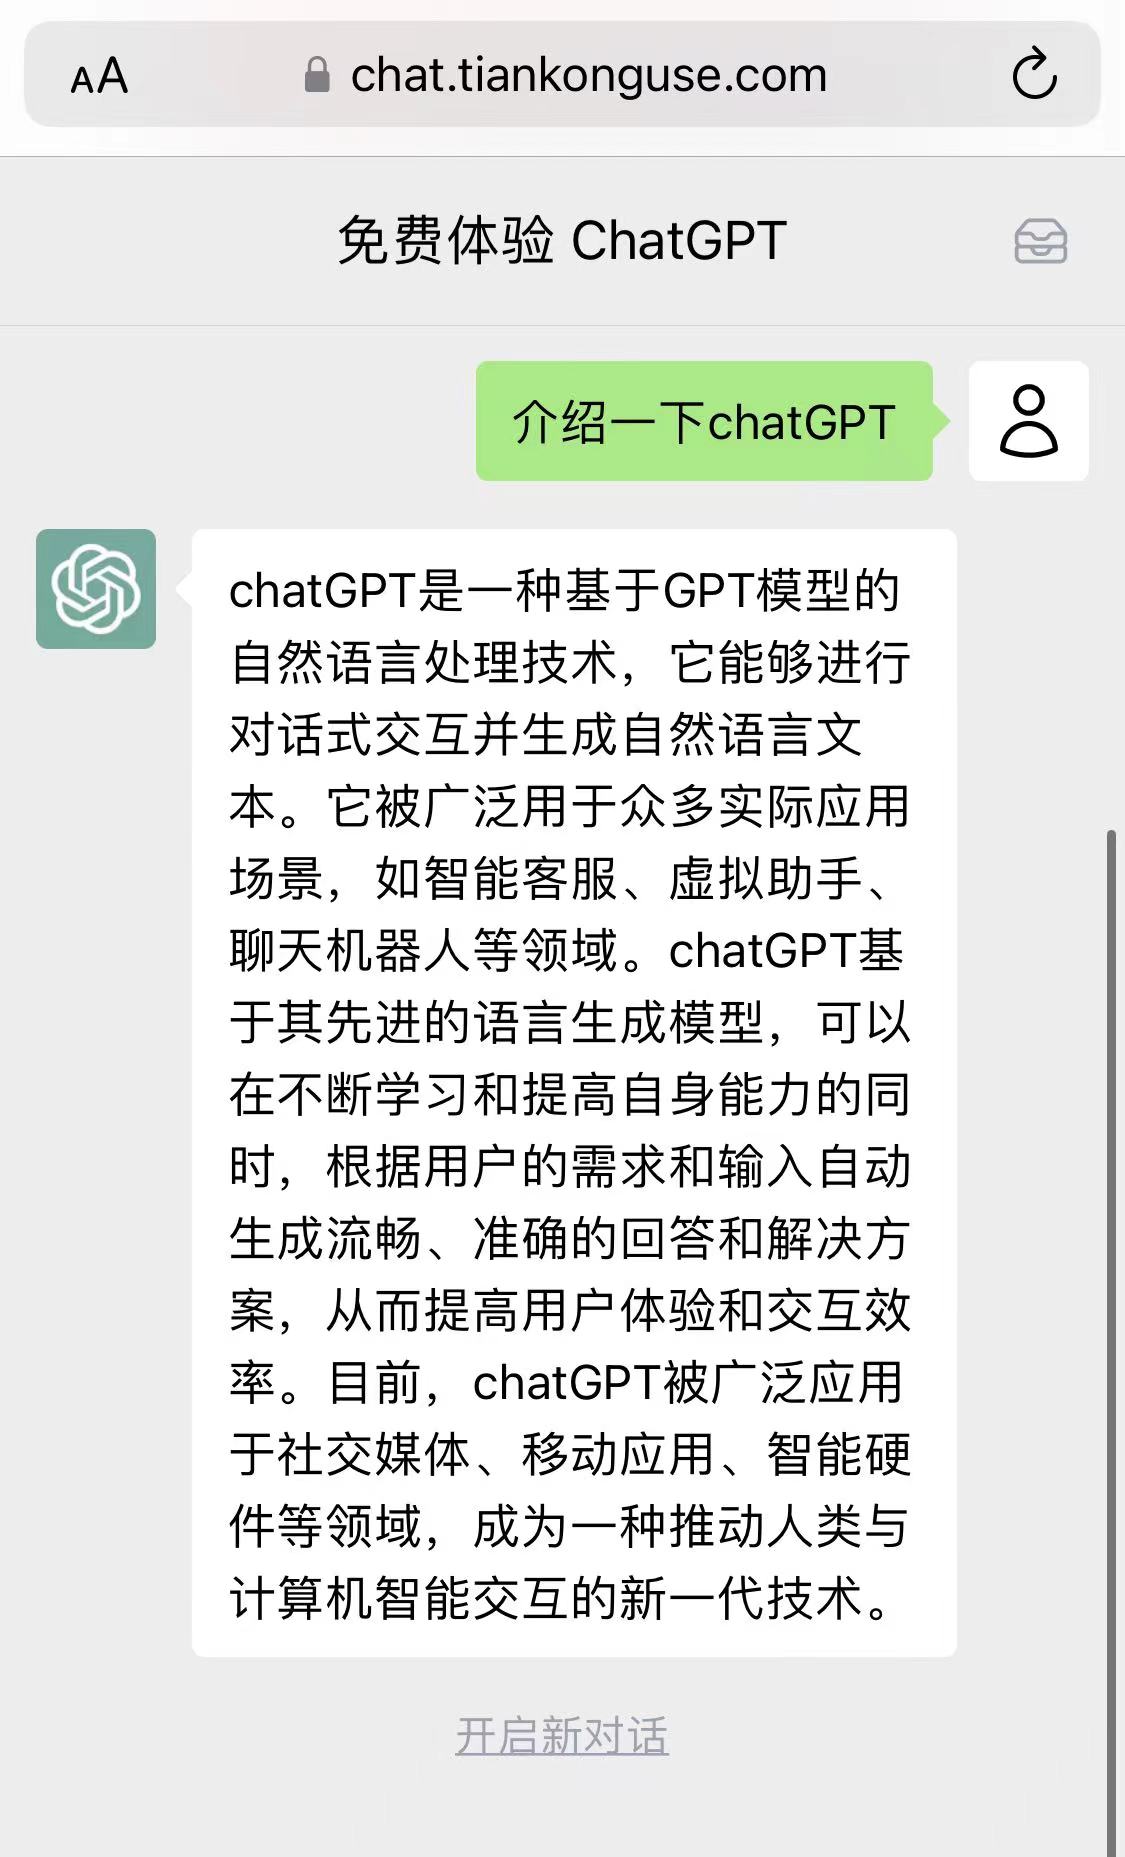 AA chat.tiankonguse.com
免费体验 ChatGPT
介绍一下chatGPT
chatGPT是一种基于GPT模型的
自然语言处理技术，它能够进行
对话式交互并生成自然语言文
本。它被广泛用于众多实际应用
场景，如智能客服、虚拟助手、
聊天机器人等领域。chatGPT基
于其先进的语言生成模型，可以
在不断学习和提高自身能力的同
时，根据用户的需求和输入自动
生成流畅、准确的回答和解决方
案，从而提高用户体验和交互效
率。目前，chatGPT被广泛应用
于社交媒体、移动应用、智能硬
件等领域，成为一种推动人类与
计算机智能交互的新一代技术。
开启新对话